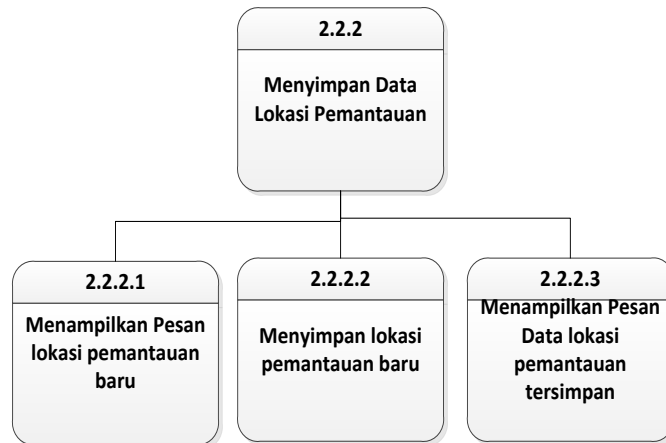 2.2.2
Menyimpan Data
Lokasi Pemantauan
2.2.2.1
Menampilkan Pesan
lokasi pemantauan
baru
2.2.2.2
Menyimpan lokasi
pemantauan baru
2.2.2.3
Menampilkan Pesan
Data lokasi
pemantauan
tersimpan